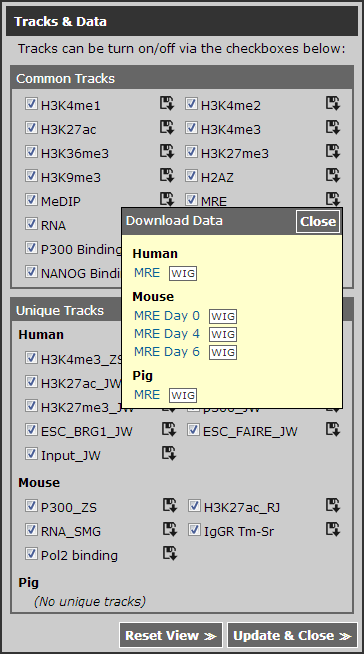 Tracks & Data
Tracks can be turn on/off via the checkboxes below:
Common Tracks
H3K4me1 H3K4me2
H3K27ac H3K4me3
H3K36me3 H3K27me3
H3K9me3 H2AZ
MeDIP MRE
RNA
P300 Binding
NANOG
Download Data Close
Human
MRE WIG
Mouse
MRE Day 0 WIG
MRE Day 4 WIG
MRE Day 6 WIG
Pig
MRE WIG
Unique Tracks
Human
H3K4me3_ZS
H3K27ac_JW
H3K27me3_JW p300_JW
ESC_BRG1_JW ESC_FAIRE_JW
Input_JW
Mouse
P300_ZS H3K27ac_RJ
RNA_SMG IgGR Tm-Sr
Pol2 binding
Pig
(No unique tracks)
Reset View ≫ Update & Close ≫